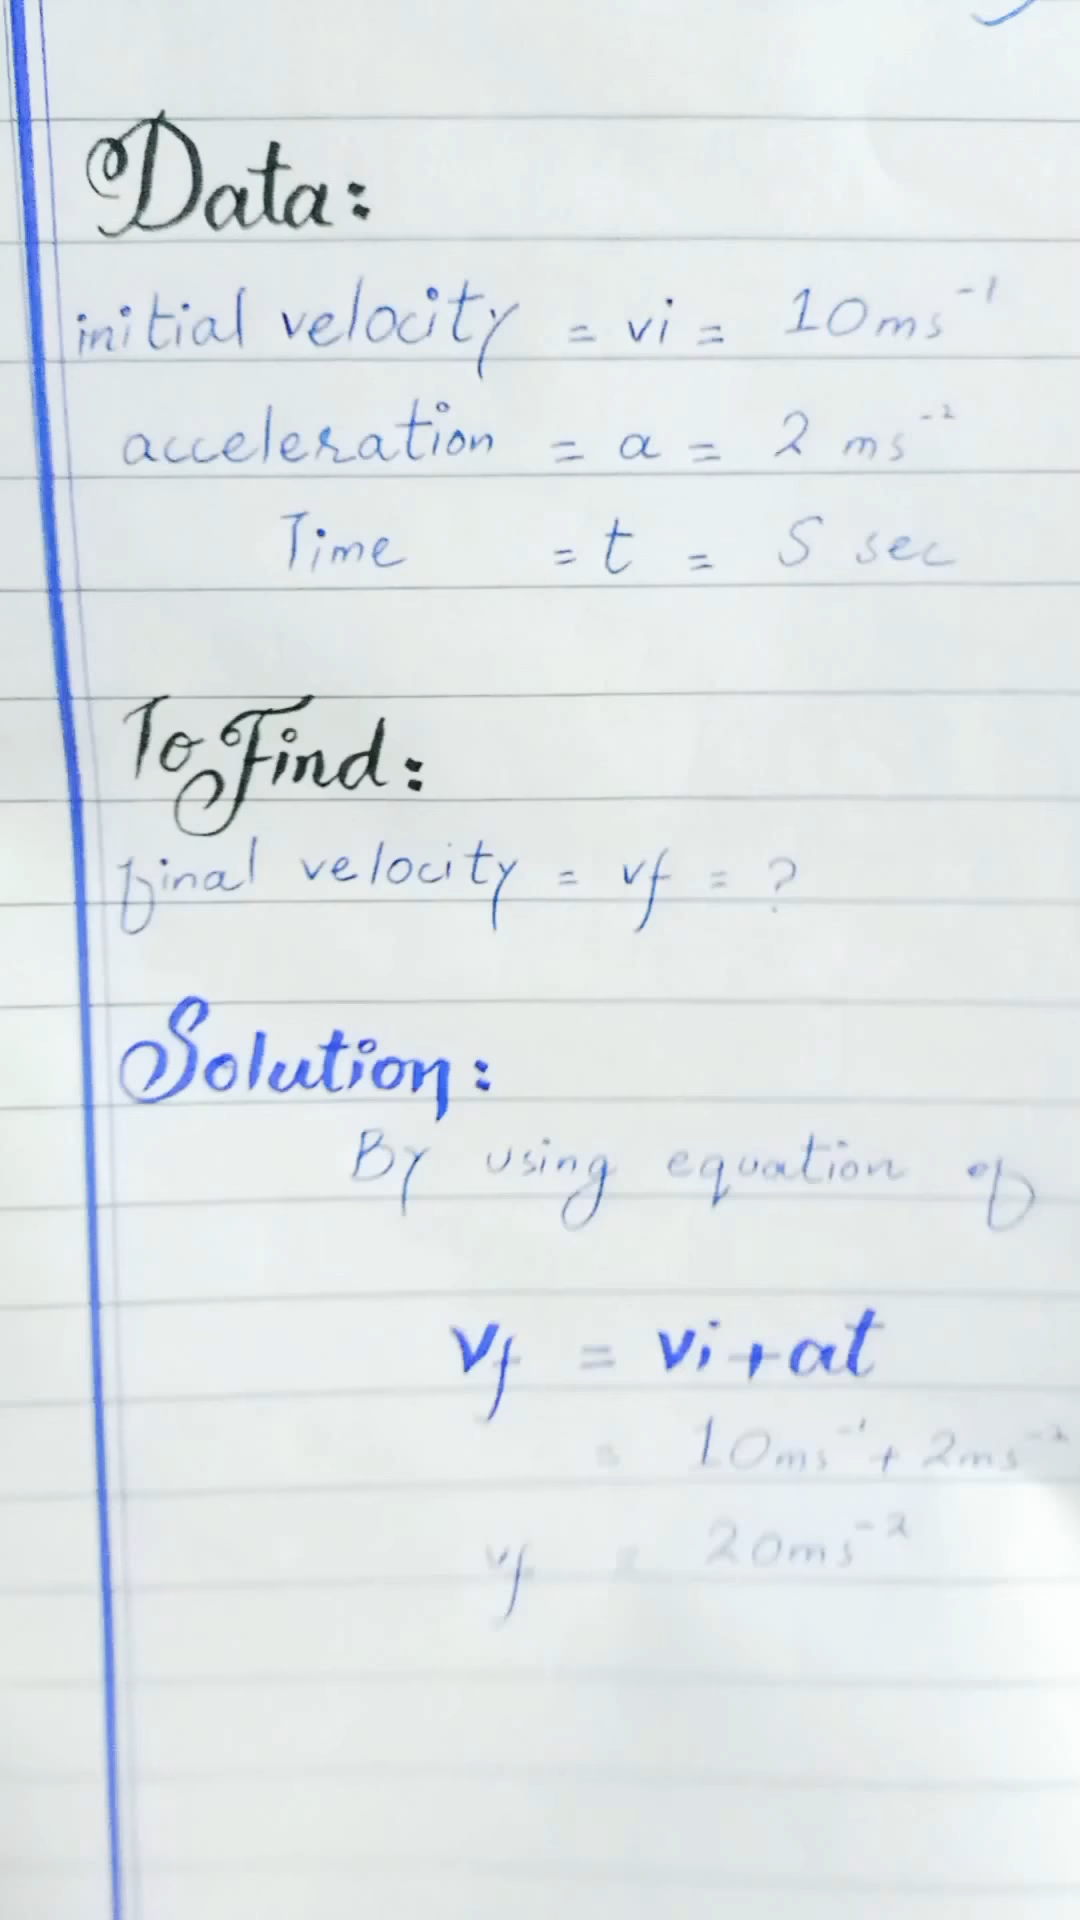 Data:
initial velocity = vi = 10ms⁻¹
acceleration = a = 2 ms⁻²
Time = t = 5 sec
To Find:
final velocity = vf = ?
Solution:
By using equation of
vf = vi + at
= 10ms⁻¹ + 2ms⁻²
vf = 20ms⁻²